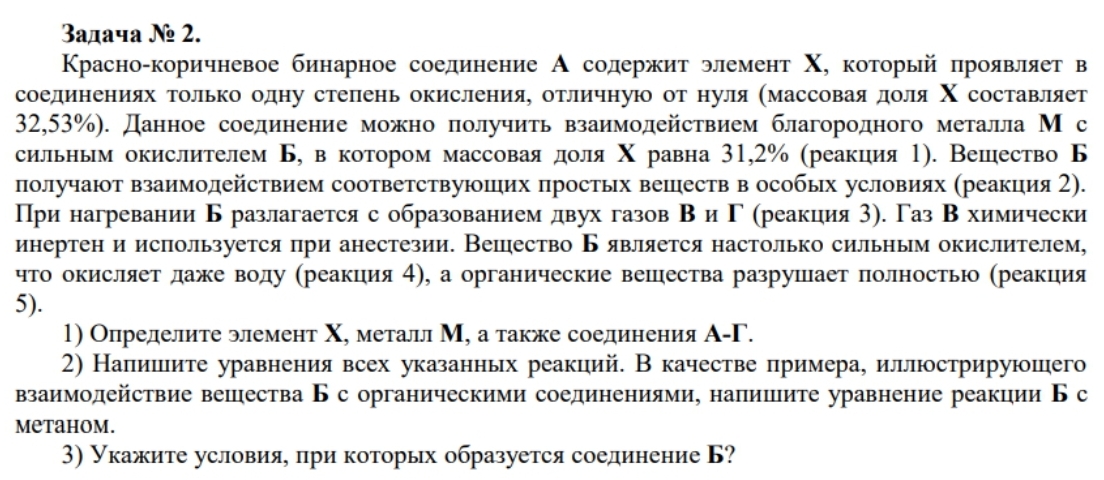 Задача № 2.
Красно-коричневое бинарное соединение А содержит элемент X, который проявляет в
соединениях только одну степень окисления, отличную от нуля (массовая доля X составляет
32,53%). Данное соединение можно получить взаимодействием благородного металла М с
сильным окислителем Б, в котором массовая доля X равна 31,2% (реакция 1). Вещество Б
получают взаимодействием соответствующих простых веществ в особых условиях (реакция 2).
При нагревании Б разлагается с образованием двух газов В и Г (реакция 3). Газ В химически
инертен и используется при анестезии. Вещество Б является настолько сильным окислителем,
что окисляет даже воду (реакция 4), а органические вещества разрушает полностью (реакция
5).
1) Определите элемент X, металл М, а также соединения А-Г.
2) Напишите уравнения всех указанных реакций. В качестве примера, иллюстрирующего
взаимодействие вещества Б с органическими соединениями, напишите уравнение реакции Б с
метаном.
3) Укажите условия, при которых образуется соединение Б?